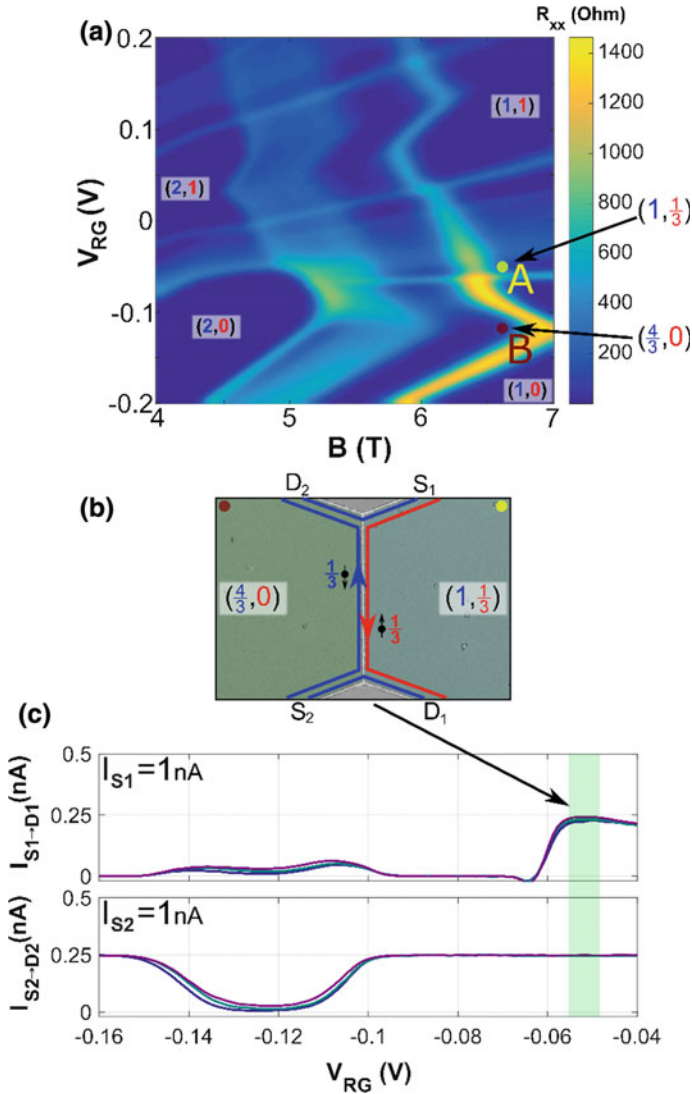 R_xx (Ohm)
(a)
0.2
0.1
0
-0.1
-0.2
V_RG (V)
(1,1)
(2,1)
(2,0)
(1,0)
A
B
(1,1/3)
(4/3,0)
1400
1200
1000
800
600
400
200
4 5 6 7
B (T)
(b)
D₂ S₁
1/3
(4/3,0) (1,1/3)
1/3
S₂ D₁
(c)
I_S1=1nA
0.5
0.25
0
I_S1→D1(nA)
I_S2=1nA
0.5
0.25
0
I_S2→D2(nA)
-0.16 -0.14 -0.12 -0.1 -0.08 -0.06 -0.04
V_RG (V)